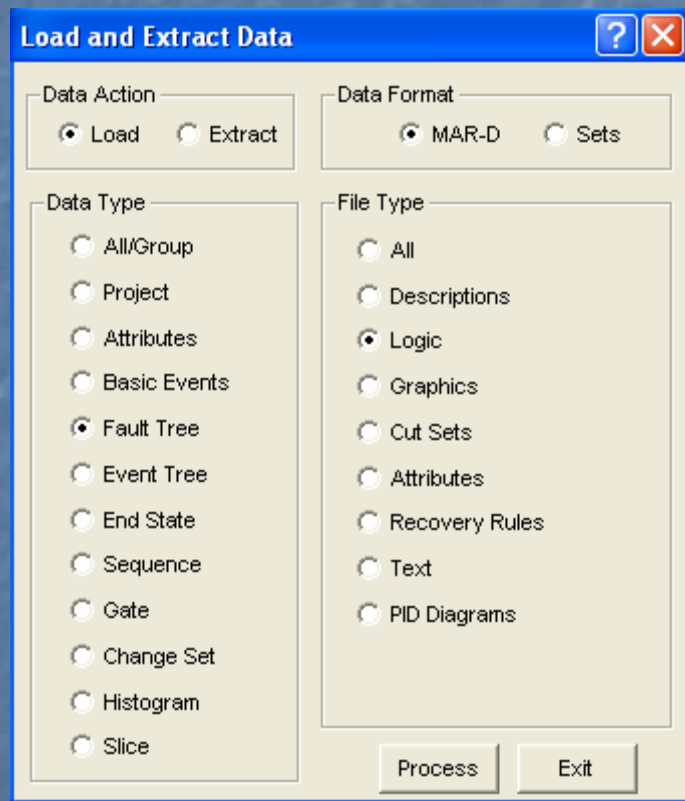 Load and Extract Data
?
Data Action
Load
Extract
Data Format
MAR-D
Sets
Data Type
All/Group
Project
Attributes
Basic Events
Fault Tree
Event Tree
End State
Sequence
Gate
Change Set
Histogram
Slice
File Type
All
Descriptions
Logic
Graphics
Cut Sets
Attributes
Recovery Rules
Text
PID Diagrams
Process
Exit